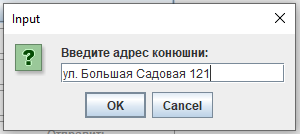 Input
Введите адрес конюшни:
ул. Большая Садовая 121
OK Cancel